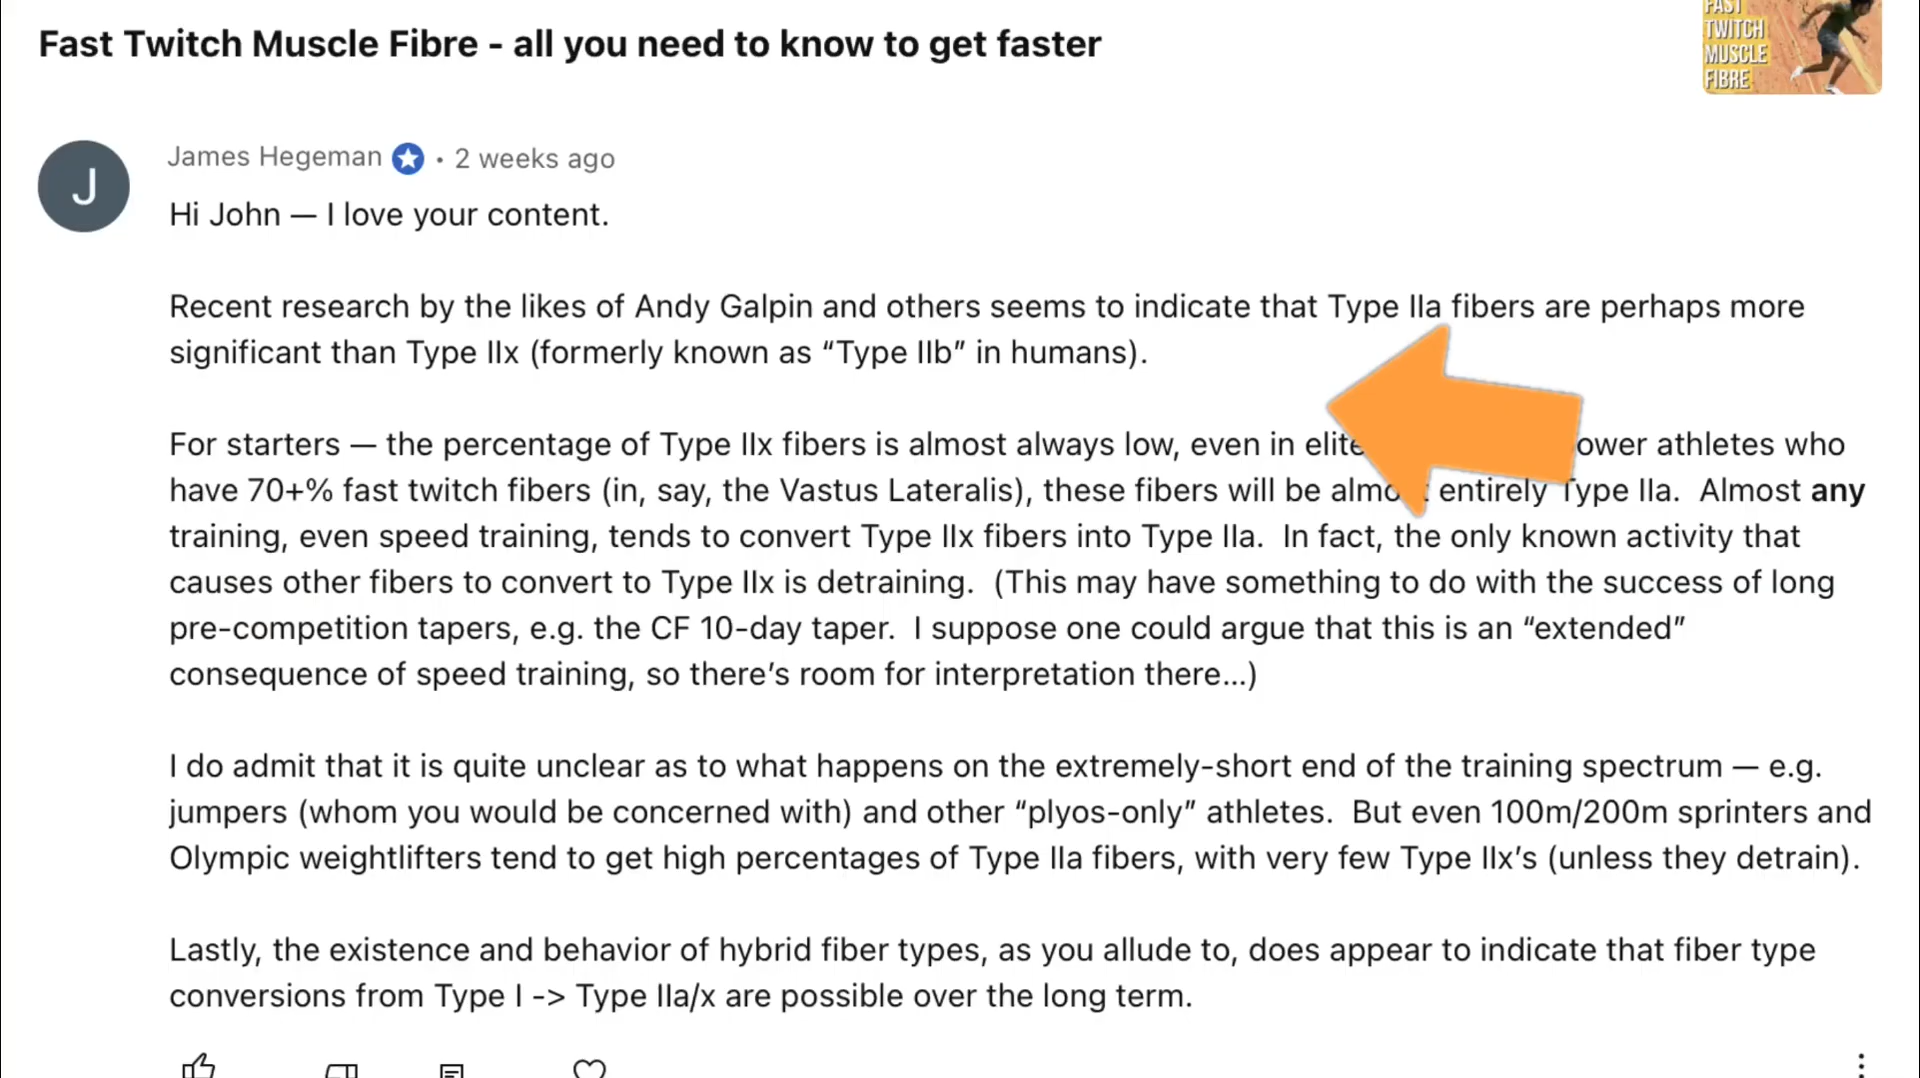 Fast Twitch Muscle Fibre - all you need to know to get faster
FAST
TWITCH
MUSCLE
FIBRE
J
James Hegeman • 2 weeks ago
Hi John — I love your content.
Recent research by the likes of Andy Galpin and others seems to indicate that Type IIa fibers are perhaps more
significant than Type IIx (formerly known as “Type IIb” in humans).
For starters — the percentage of Type IIx fibers is almost always low, even in elite ower athletes who
have 70+% fast twitch fibers (in, say, the Vastus Lateralis), these fibers will be almo entirely Type IIa.  Almost any
training, even speed training, tends to convert Type IIx fibers into Type IIa.  In fact, the only known activity that
causes other fibers to convert to Type IIx is detraining.  (This may have something to do with the success of long
pre-competition tapers, e.g. the CF 10-day taper.  I suppose one could argue that this is an “extended”
consequence of speed training, so there’s room for interpretation there...)
I do admit that it is quite unclear as to what happens on the extremely-short end of the training spectrum — e.g.
jumpers (whom you would be concerned with) and other “plyos-only” athletes.  But even 100m/200m sprinters and
Olympic weightlifters tend to get high percentages of Type IIa fibers, with very few Type IIx’s (unless they detrain).
Lastly, the existence and behavior of hybrid fiber types, as you allude to, does appear to indicate that fiber type
conversions from Type I -> Type IIa/x are possible over the long term.